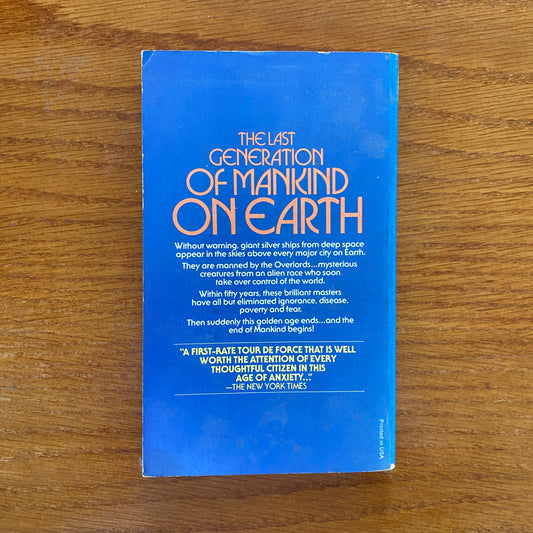 THE LAST
GENERATION
OF MANKIND
ON EARTH
Without warning, giant silver ships from deep space
appear in the skies above every major city on Earth.
They are manned by the Overlords...mysterious
creatures from an alien race who soon
take over control of the world.
Within fifty years, these brilliant masters
have all but eliminated ignorance, disease,
poverty and fear.
Then suddenly this golden age ends...and the
end of Mankind begins!
"A FIRST-RATE TOUR DE FORCE THAT IS WELL
WORTH THE ATTENTION OF EVERY
THOUGHTFUL CITIZEN IN THIS
AGE OF ANXIETY..."
—THE NEW YORK TIMES
Printed in USA